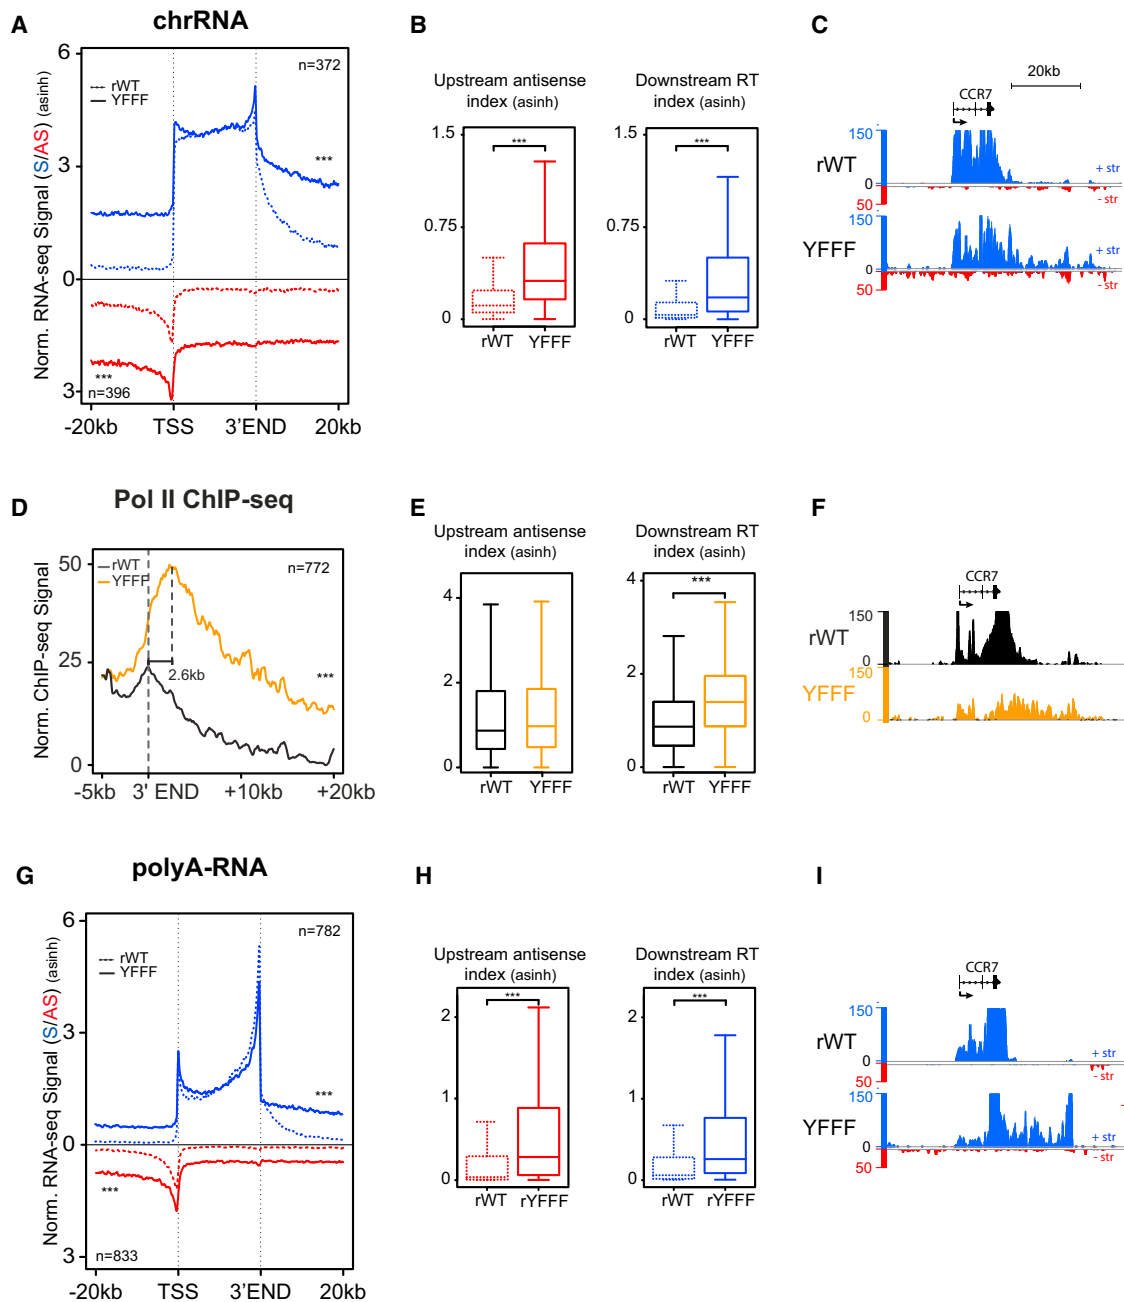 A
chrRNA
6
n=372
rWT
YFFF
3
***
0
***
n=396
3
Norm. RNA-seq Signal (S/AS) (asinh)
-20kb TSS 3'END 20kb
B
Upstream antisense
index (asinh)
1.5
***
0.75
0
rWT YFFF
Downstream RT
index (asinh)
1.5
***
0.75
0
rWT YFFF
C
20kb
CCR7
150
rWT
+ str
0
- str
50
150
YFFF
+ str
0
- str
50
D
Pol II ChIP-seq
50
rWT
YFFF
n=772
25
2.6kb
***
0
Norm. ChIP-seq Signal
-5kb 3' END +10kb +20kb
E
Upstream antisense
index (asinh)
4
2
0
rWT YFFF
Downstream RT
index (asinh)
4
***
2
0
rWT YFFF
F
CCR7
150
rWT
0
150
YFFF
0
G
polyA-RNA
6
n=782
rWT
YFFF
3
***
0
***
n=833
3
Norm. RNA-seq Signal (S/AS) (asinh)
-20kb TSS 3'END 20kb
H
Upstream antisense
index (asinh)
2
***
1
0
rWT rYFFF
Downstream RT
index (asinh)
2
***
1
0
rWT rYFFF
I
CCR7
150
rWT
+ str
0
- str
50
150
YFFF
+ str
0
- str
50